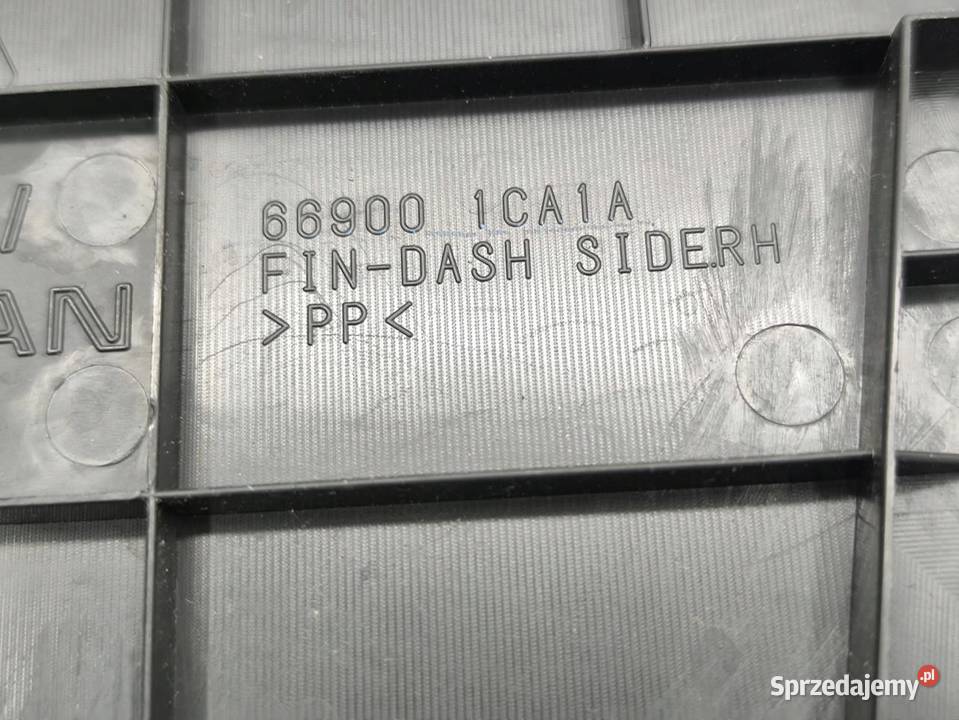 66900 1CA1A
FIN-DASH SIDE.RH
>PP<
AN
Sprzedajemy.pl